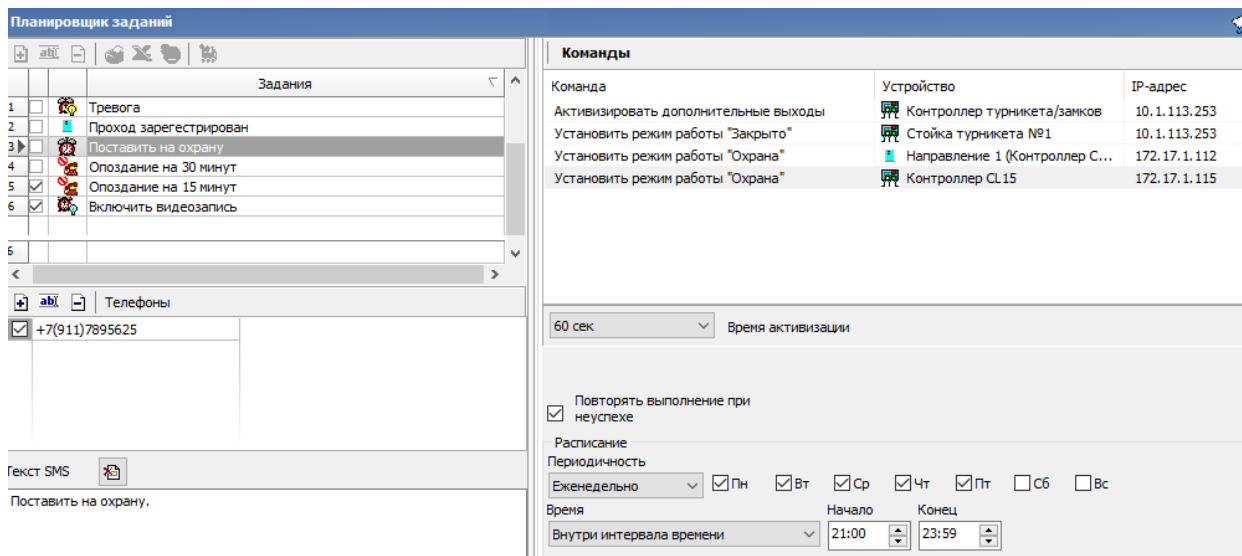 Планировщик заданий
Задания
1 Тревога
2 Проход зарегестрирован
3 Поставить на охрану
4 Опоздание на 30 минут
5 Опоздание на 15 минут
6 Включить видеозапись
6
abI Телефоны
+7(911)7895625
Текст SMS
Поставить на охрану.
Команды
Команда Устройство IP-адрес
Активизировать дополнительные выходы Контроллер турникета/замков 10.1.113.253
Установить режим работы "Закрыто" Стойка турникета №1 10.1.113.253
Установить режим работы "Охрана" Направление 1 (Контроллер С... 172.17.1.112
Установить режим работы "Охрана" Контроллер CL15 172.17.1.115
60 сек Время активизации
Повторять выполнение при
неуспехе
Расписание
Периодичность
Еженедельно Пн Вт Ср Чт Пт Сб Вс
Время Начало Конец
Внутри интервала времени 21:00 23:59